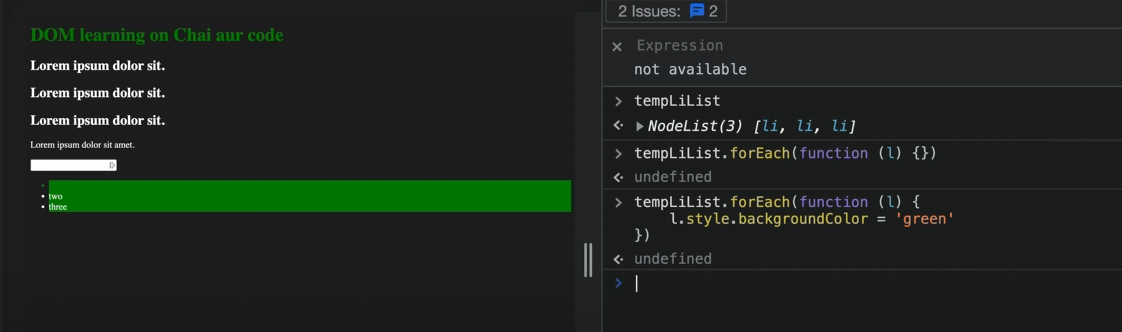 DOM learning on Chai aur code
Lorem ipsum dolor sit.
Lorem ipsum dolor sit.
Lorem ipsum dolor sit.
Lorem ipsum dolor sit amet.
two
three
2 Issues: 2
Expression
not available
tempLiList
NodeList(3) [li, li, li]
tempLiList.forEach(function (l) {})
undefined
tempLiList.forEach(function (l) {
l.style.backgroundColor = 'green'
})
undefined